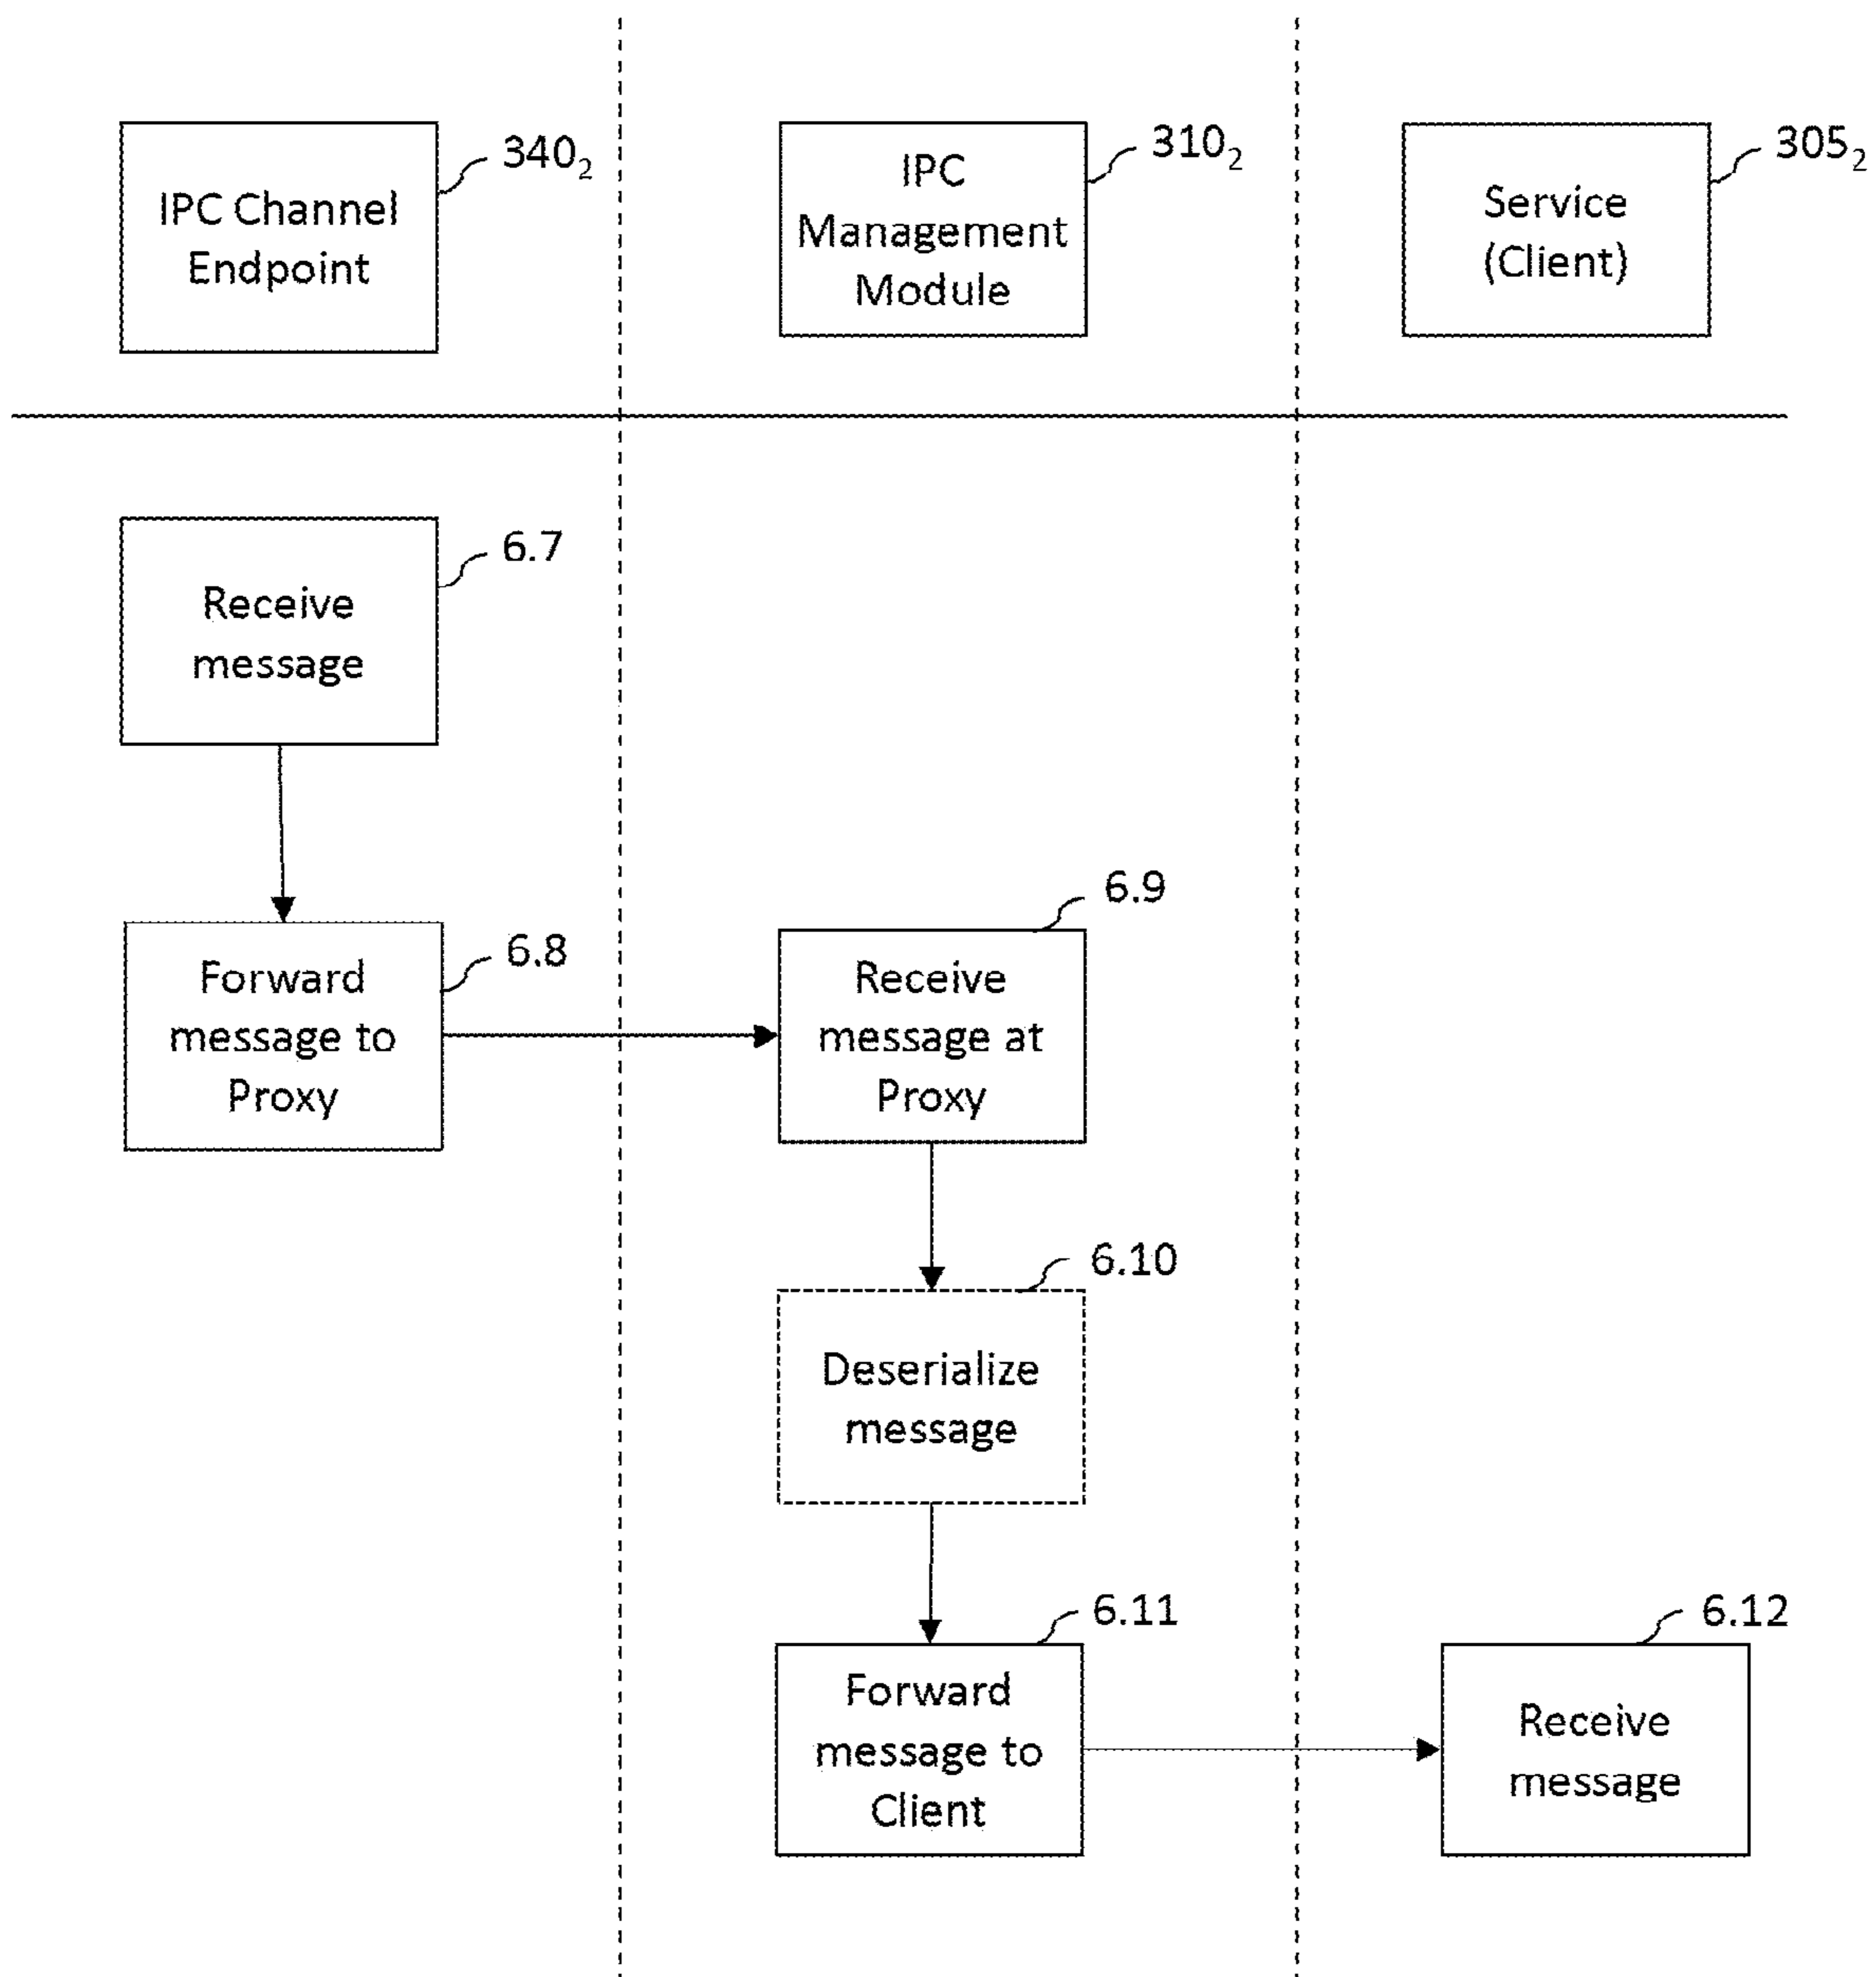 IPC Channel
Endpoint
340₂
IPC
Management
Module
310₂
Service
(Client)
305₂
Receive
message
6.7
Forward
message to
Proxy
6.8
Receive
message at
Proxy
6.9
Deserialize
message
6.10
Forward
message to
Client
6.11
Receive
message
6.12